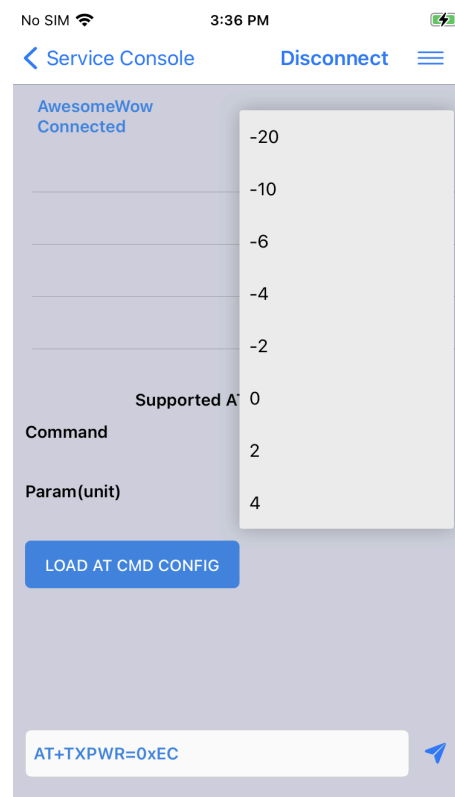 No SIM 3:36 PM
Service Console Disconnect
AwesomeWow
Connected
-20
-10
-6
-4
-2
0
2
4
Supported A
Command
Param(unit)
LOAD AT CMD CONFIG
AT+TXPWR=0xEC